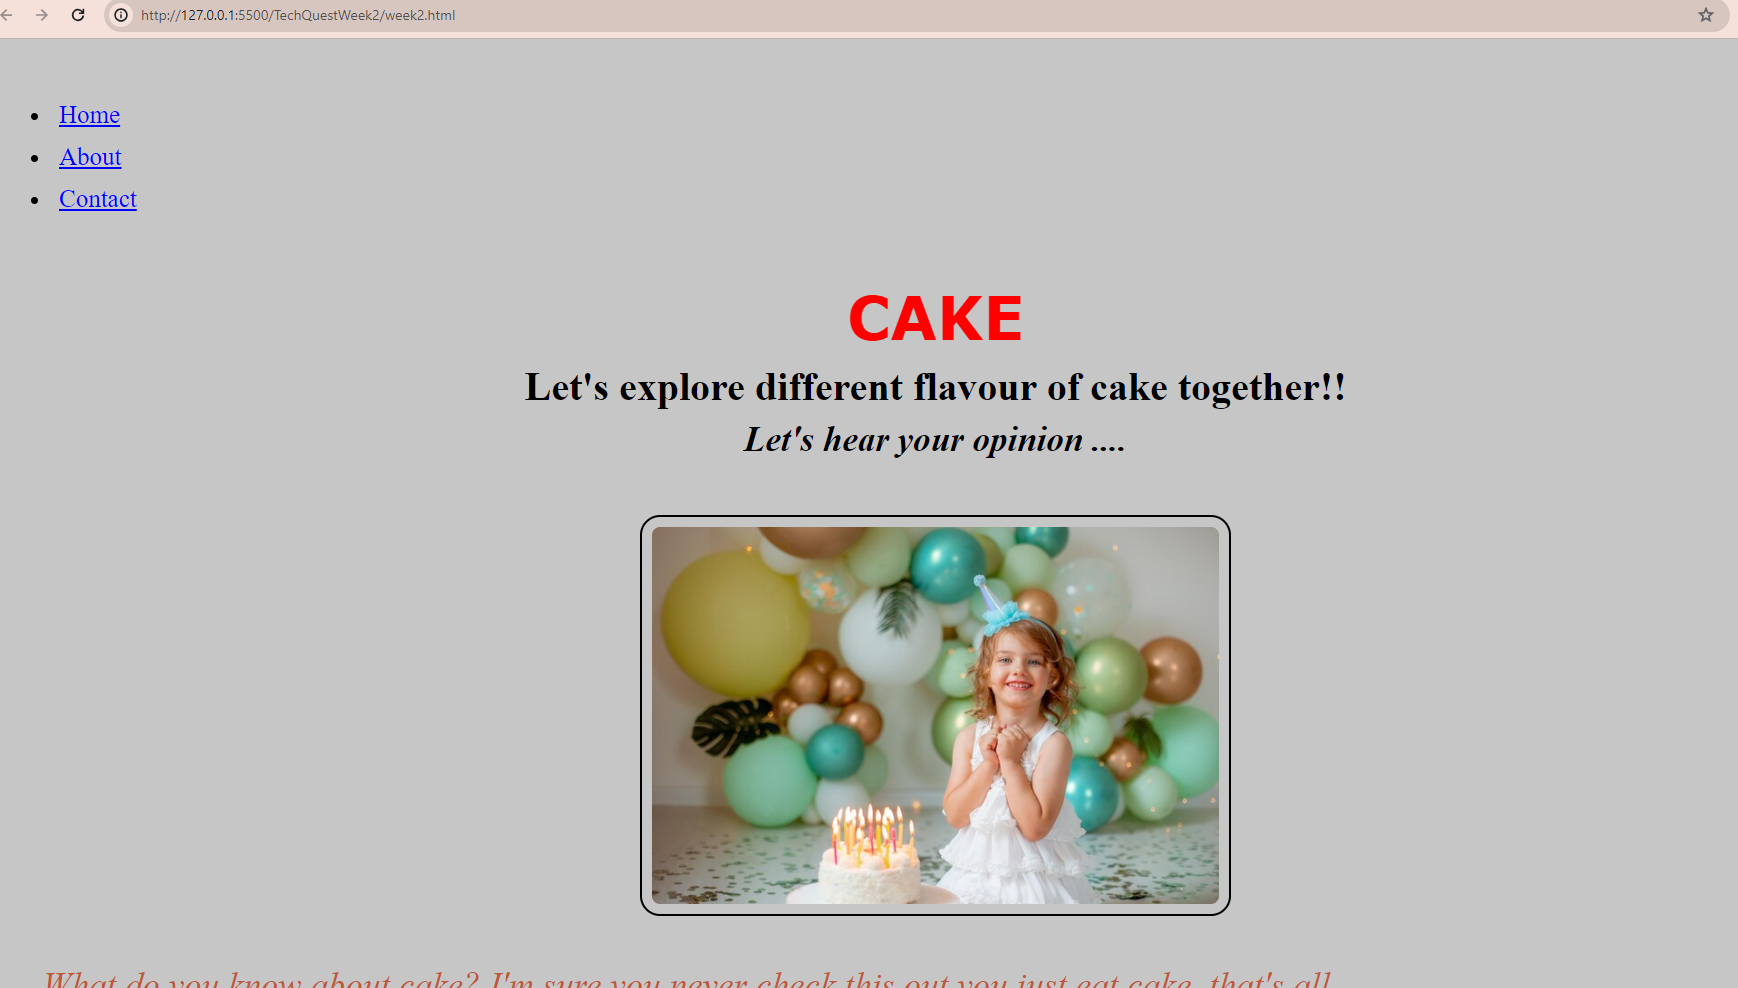 http://127.0.0.1:5500/TechQuestWeek2/week2.html
Home
About
Contact
CAKE
Let's explore different flavour of cake together!!
Let's hear your opinion ....
What do you know about cake? I'm sure you never check this out you just eat cake, that's all